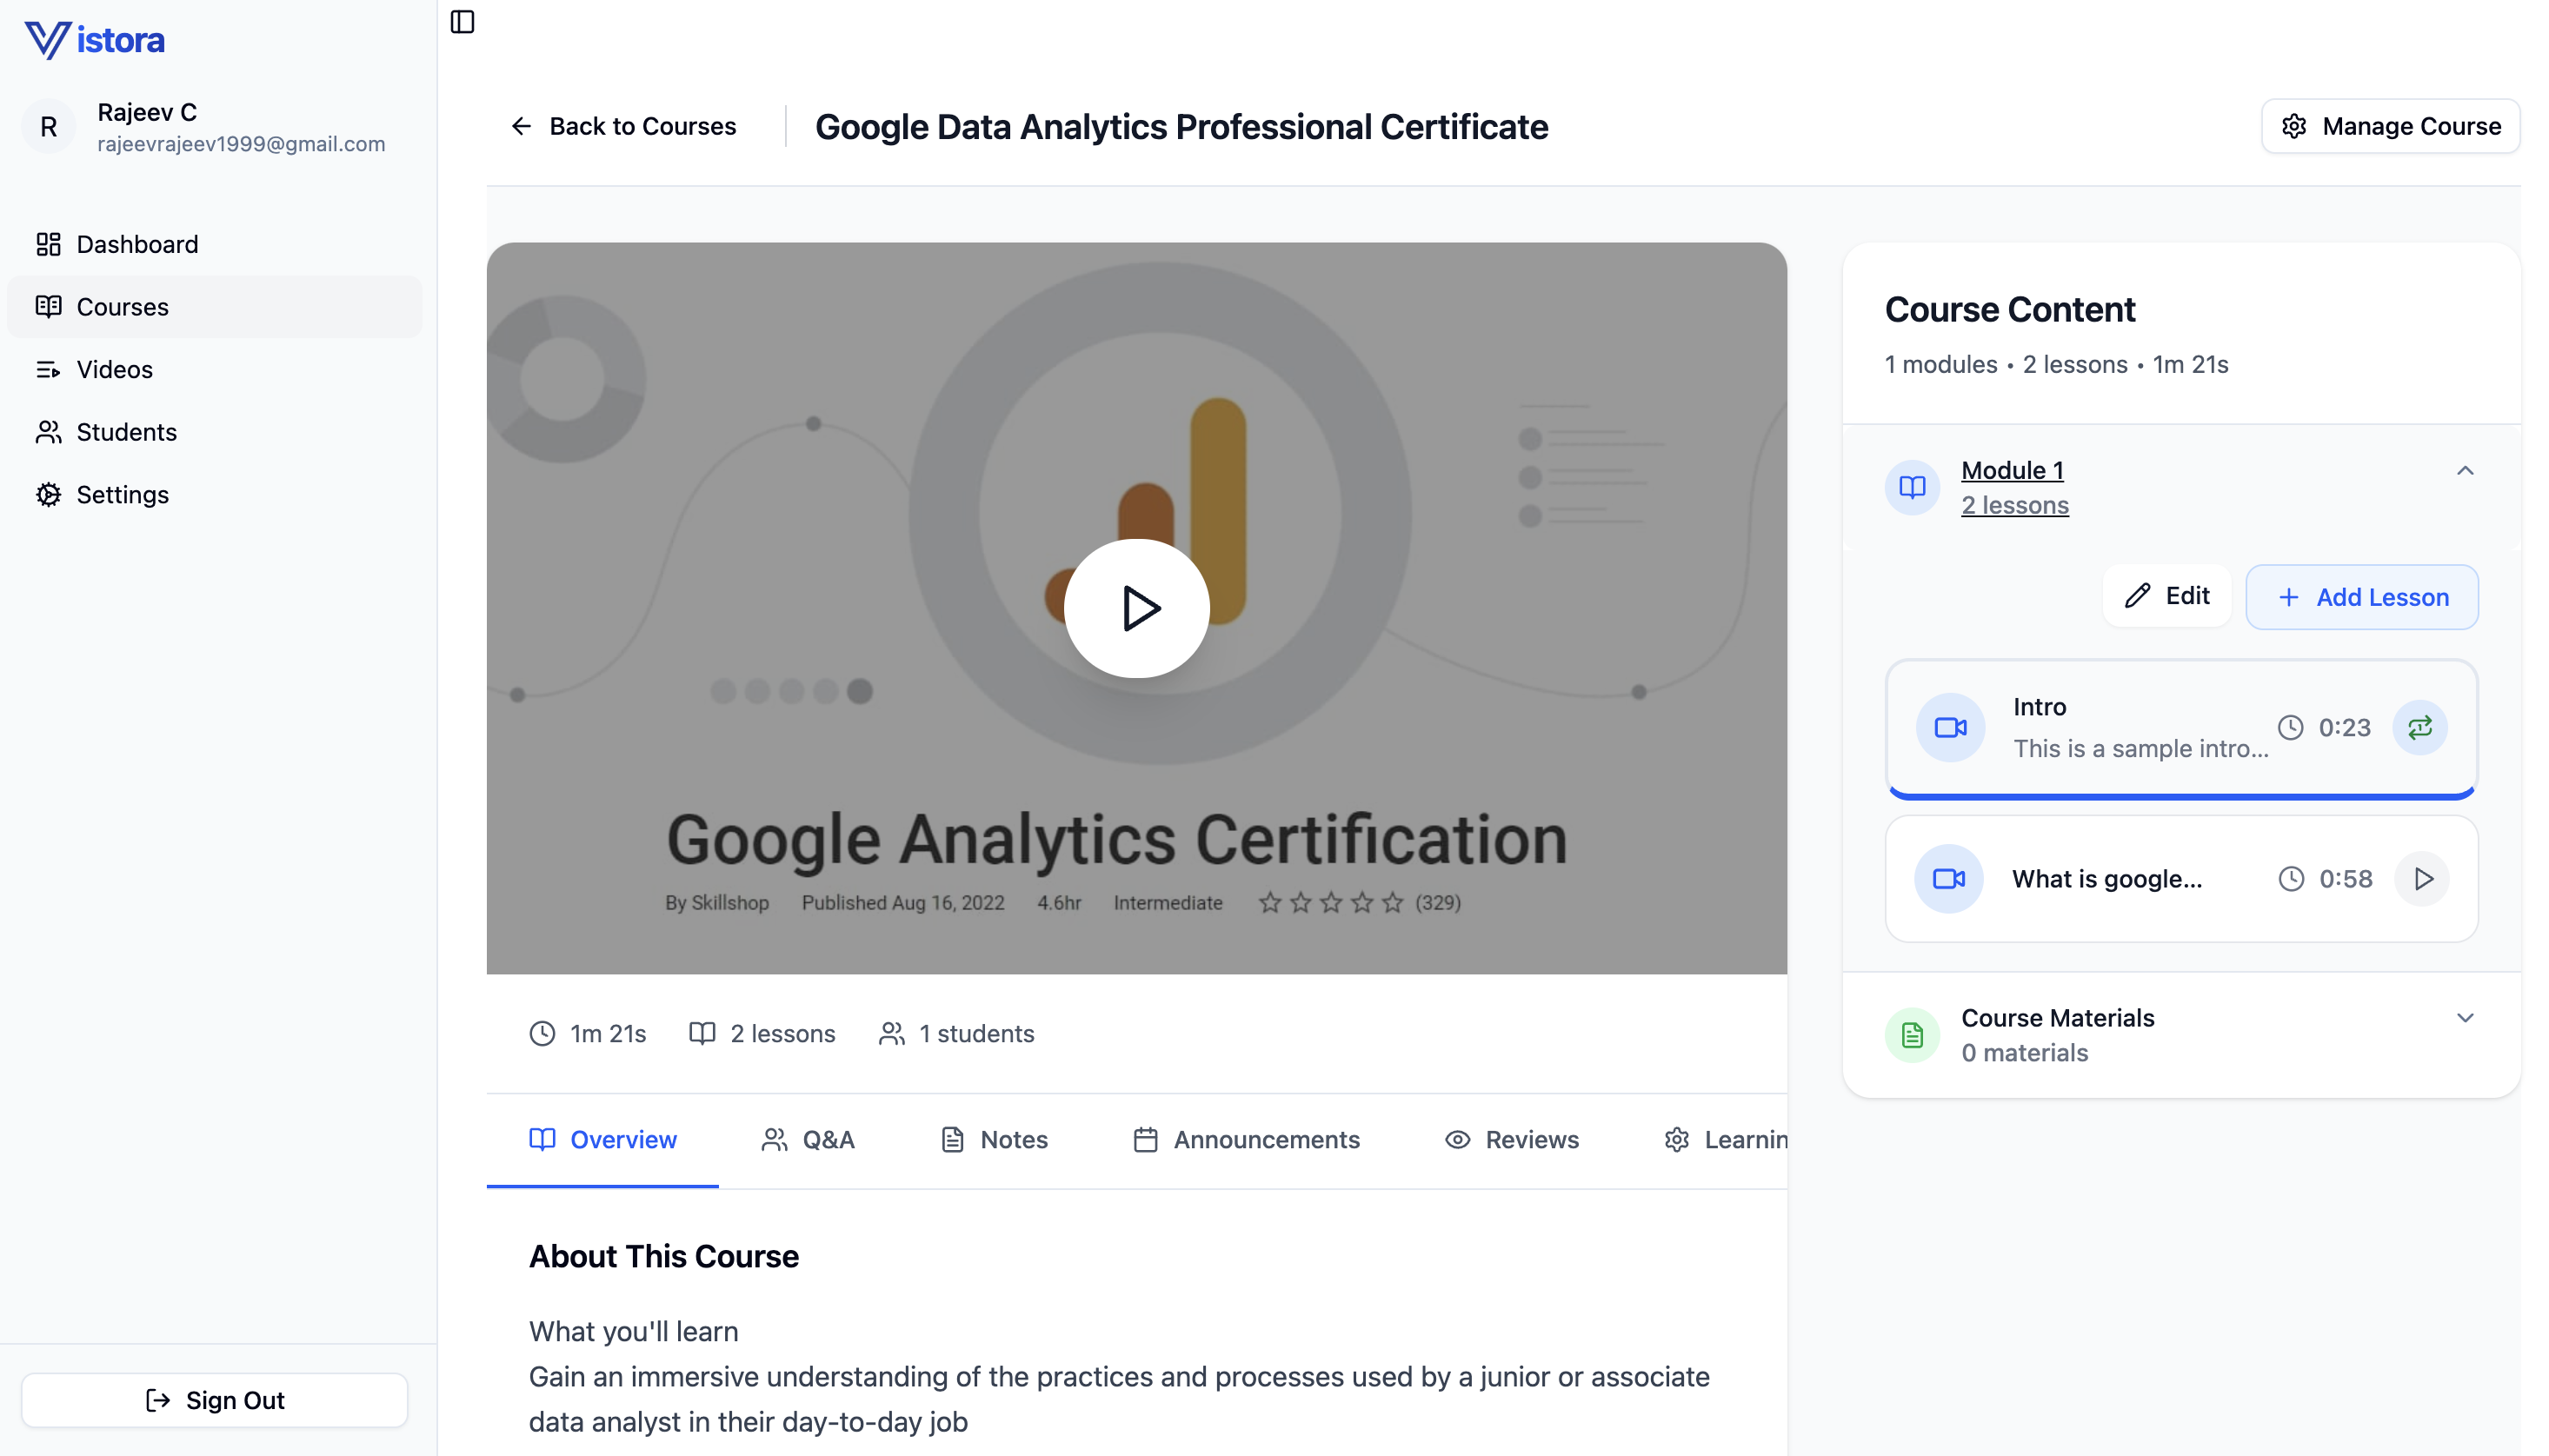 Vistora
R
Rajeev C
rajeevrajeev1999@gmail.com
Dashboard
Courses
Videos
Students
Settings
Sign Out
Back to Courses
Google Data Analytics Professional Certificate
Manage Course
Google Analytics Certification
By Skillshop Published Aug 16, 2022 4.6hr Intermediate (329)
1m 21s 2 lessons 1 students
Overview Q&A Notes Announcements Reviews Learnin
About This Course
What you'll learn
Gain an immersive understanding of the practices and processes used by a junior or associate
data analyst in their day-to-day job
Course Content
1 modules • 2 lessons • 1m 21s
Module 1
2 lessons
Edit
Add Lesson
Intro
This is a sample intro...
0:23
What is google...
0:58
Course Materials
0 materials